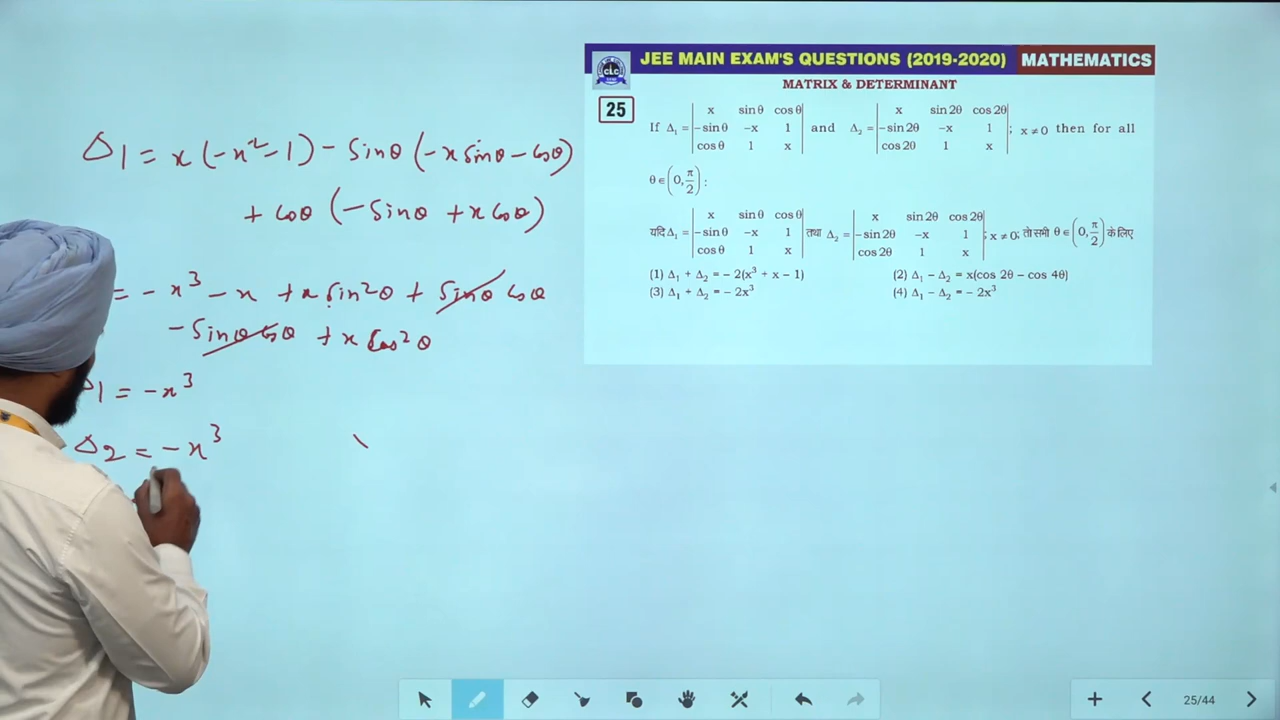 JEE MAIN EXAM'S QUESTIONS (2019-2020) MATHEMATICS
CLC
MATRIX & DETERMINANT
25
If Δ₁ = | x sinθ cosθ | and Δ₂ = | x sin2θ cos2θ | ; x≠0 then for all
| −sinθ −x 1 | | −sin2θ −x 1 |
| cosθ 1 x | | cos2θ 1 x |
θ∈(0, π/2) :
यदि Δ₁ = | x sinθ cosθ | तथा Δ₂ = | x sin2θ cos2θ | ; x≠0; तो सभी θ∈(0, π/2) के लिए
| −sinθ −x 1 | | −sin2θ −x 1 |
| cosθ 1 x | | cos2θ 1 x |
(1) Δ₁ + Δ₂ = − 2(x³ + x − 1) (2) Δ₁ − Δ₂ = x(cos 2θ − cos 4θ)
(3) Δ₁ + Δ₂ = − 2x³ (4) Δ₁ − Δ₂ = − 2x³
Δ1 = x(−x²−1) − Sinθ(−x sinθ − Cosθ)
+ Cosθ (−Sinθ + x Cosθ)
= −x³ − x + x Sin²θ + Sinθ Cosθ
− Sinθ Cosθ + x Cos²θ
Δ1 = −x³
Δ2 = −x³
25/44